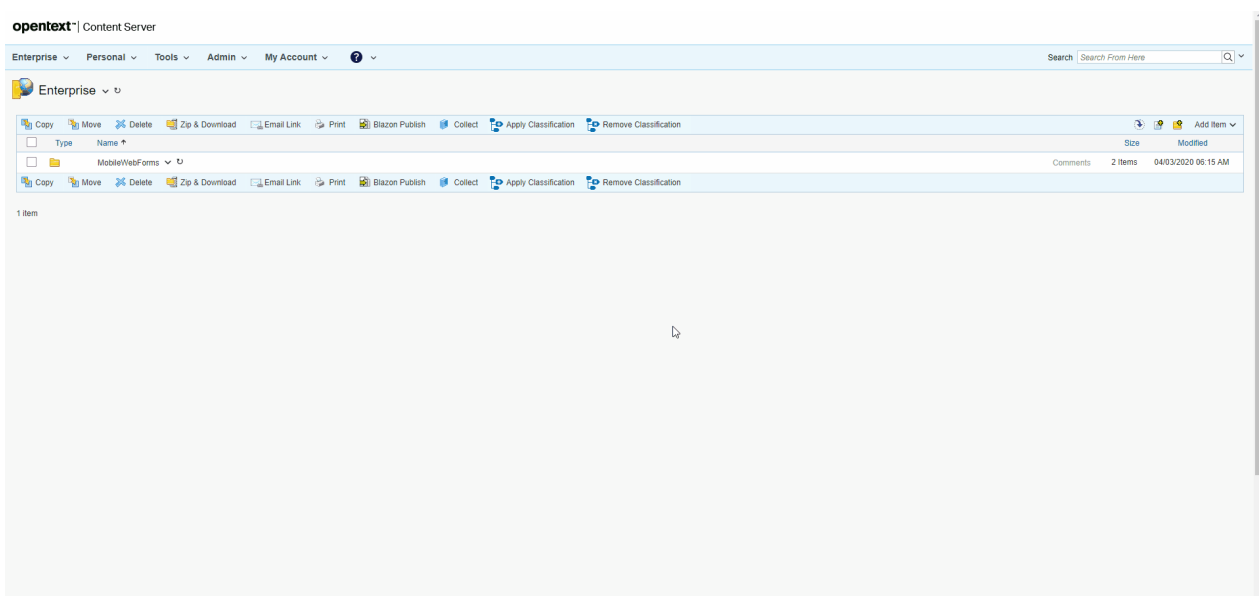 opentext™ | Content Server
Enterprise Personal Tools Admin My Account ? Search Search From Here
Enterprise
Copy Move Delete Zip & Download Email Link Print Blazon Publish Collect Apply Classification Remove Classification Add Item
Type Name Size Modified
MobileWebForms Comments 2 Items 04/03/2020 06:15 AM
Copy Move Delete Zip & Download Email Link Print Blazon Publish Collect Apply Classification Remove Classification
1 item